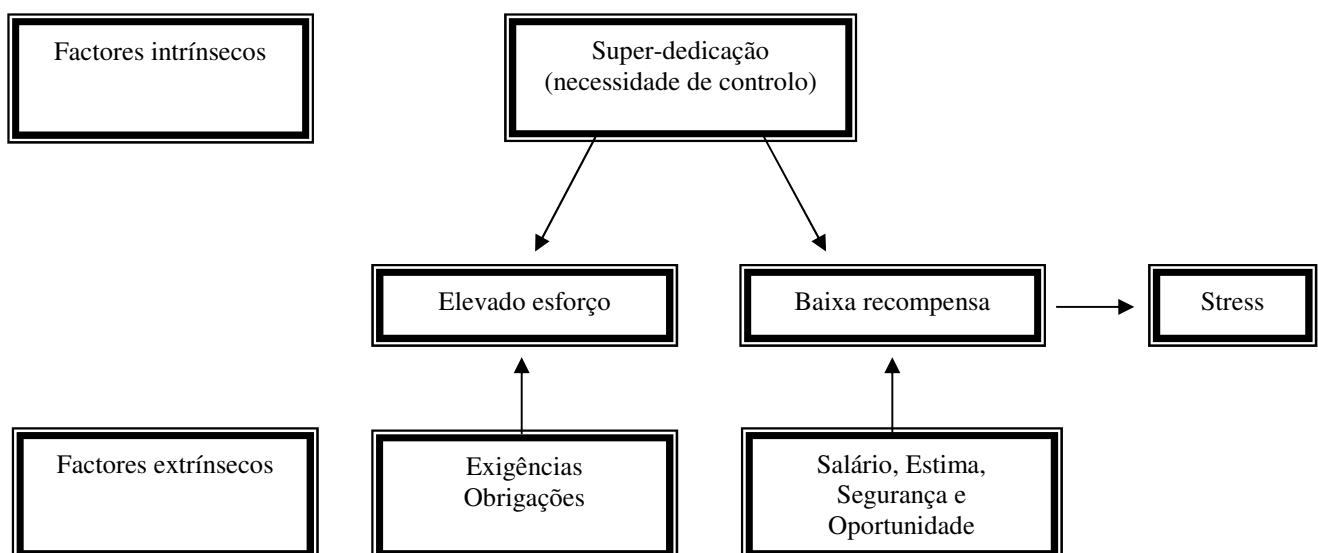 Factores intrínsecos
Super-dedicação
(necessidade de controlo)
Elevado esforço
Baixa recompensa
Stress
Factores extrínsecos
Exigências
Obrigações
Salário, Estima,
Segurança e
Oportunidade